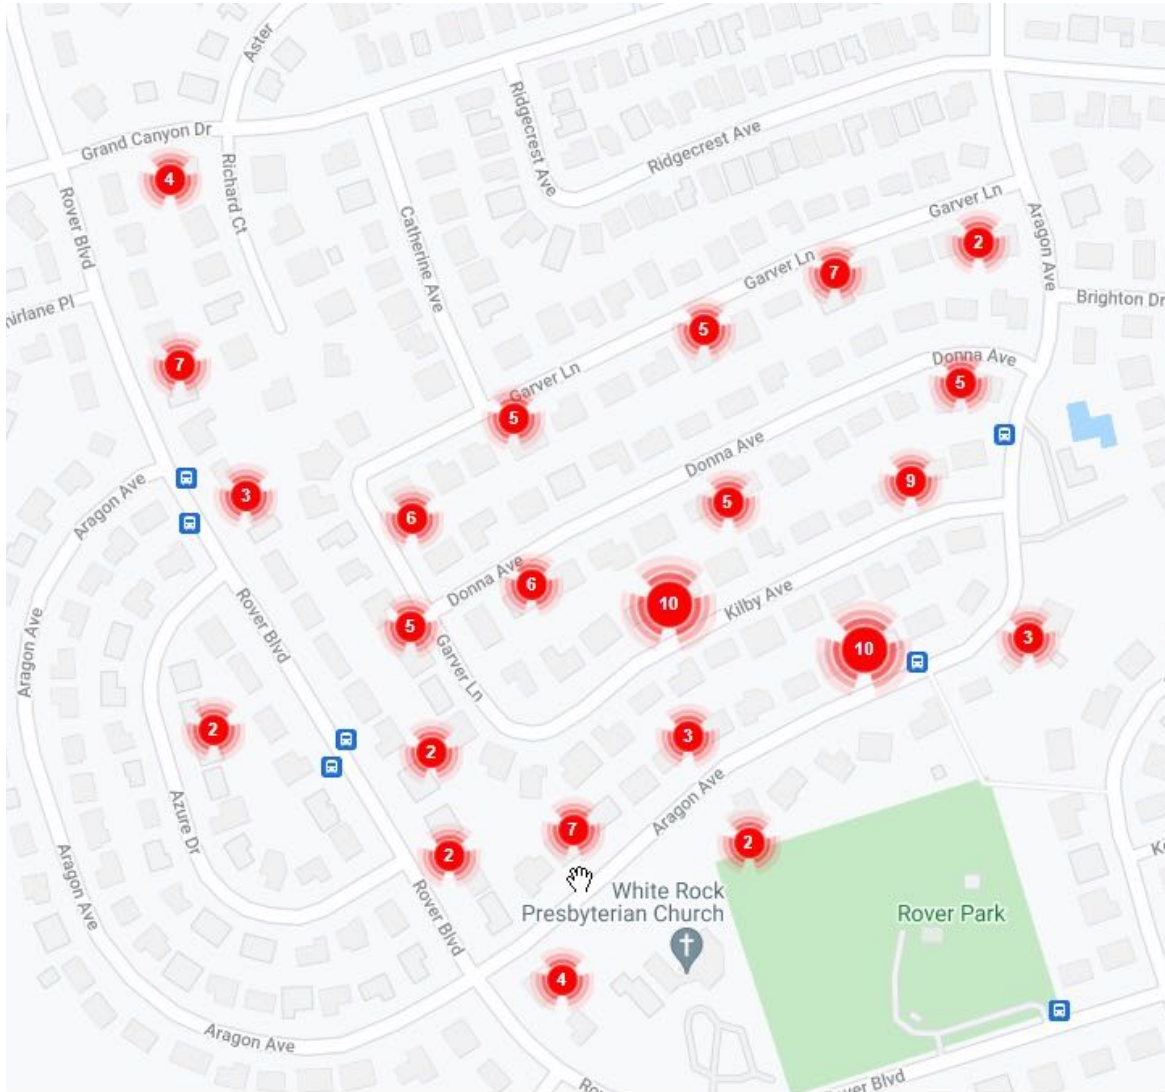 Aster
Grand Canyon Dr
Ridgecrest Ave
Ridgecrest Ave
4
Richard Ct
Rover Blvd
Catherine Ave
Garver Ln
Aragon Ave
2
Garver Ln
7
Brighton Dr
nirlane Pl
5
7
Donna Ave
Garver Ln
5
5
Donna Ave
9
Aragon Ave
3
5
6
Donna Ave
6
10
Kilby Ave
Rover Blvd
5
3
Aragon Ave
10
Garver Ln
2
3
2
Azure Dr
Aragon Ave
7
2
2
Aragon Ave
White Rock
Presbyterian Church
Rover Park
Rover Blvd
4
Aragon Ave
ver Blvd